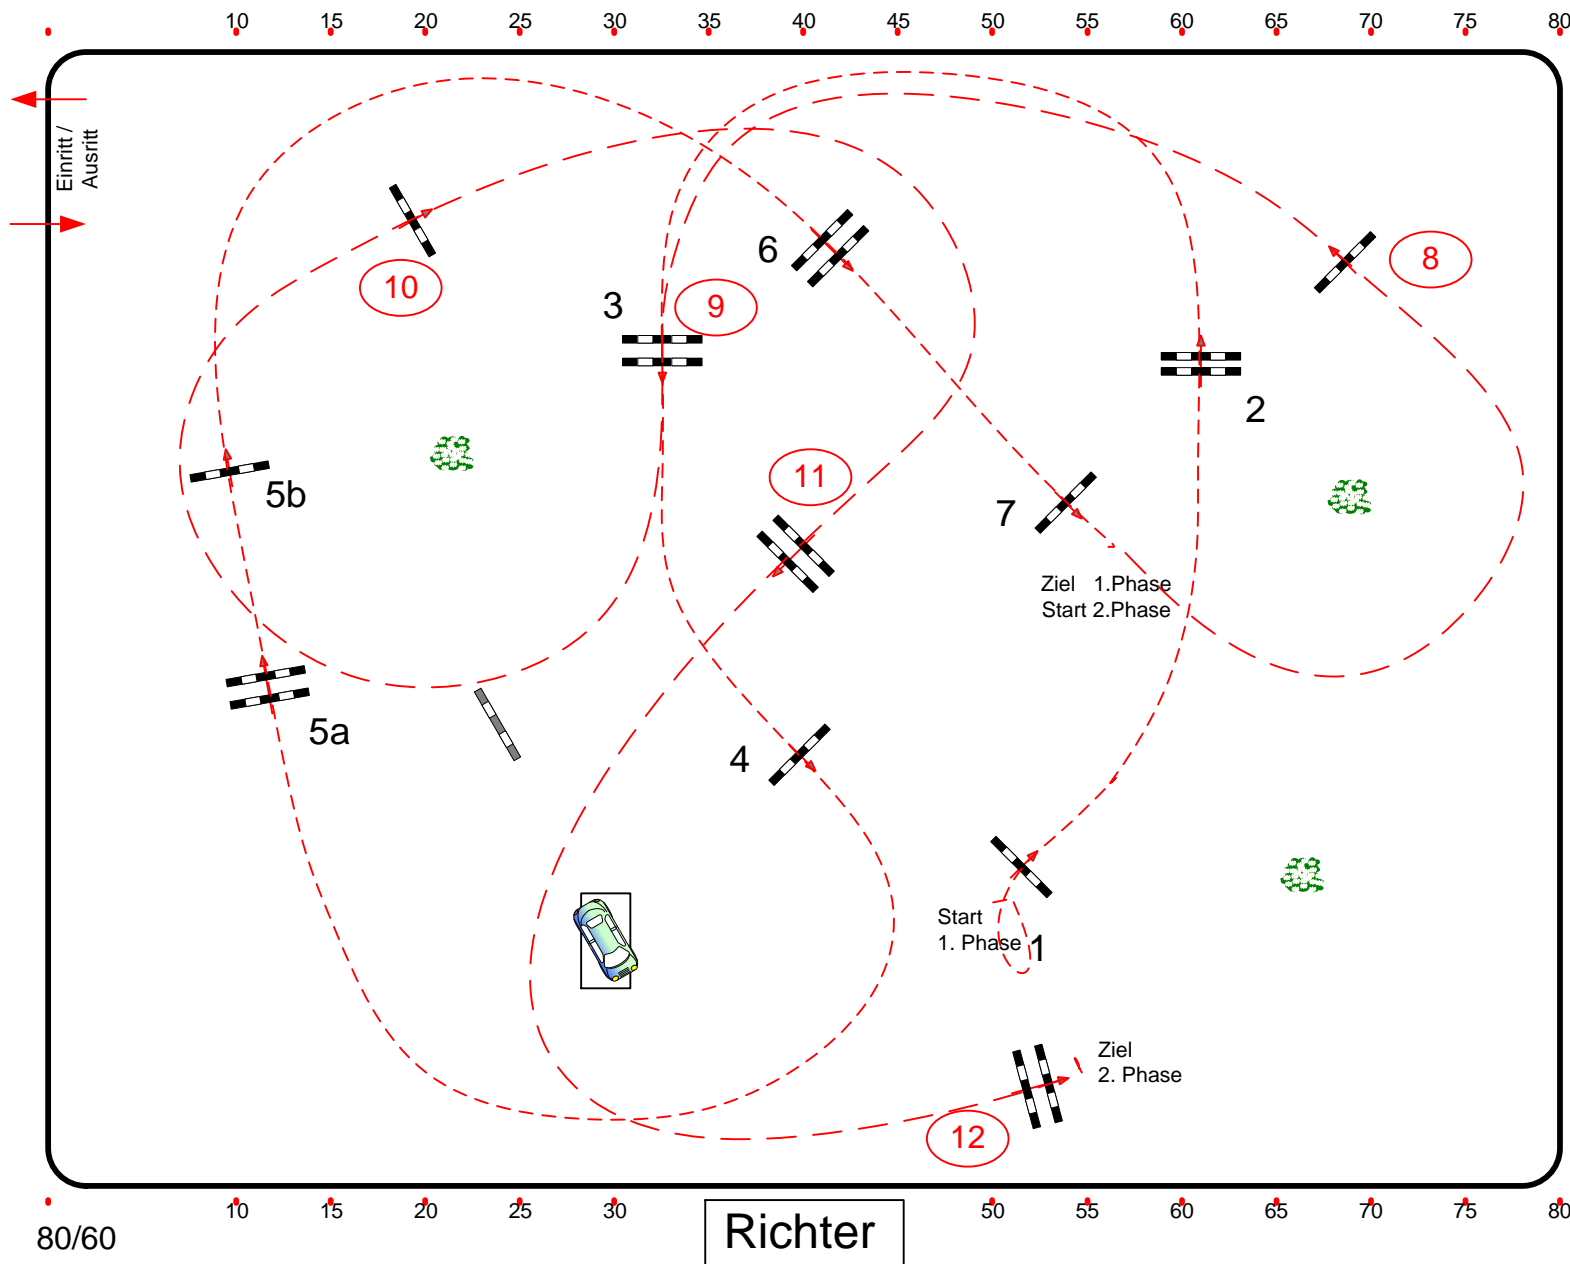 10 15 20 25 30 35 40 45 50 55 60 65 70 75 80
Einritt /
Ausritt
6
8
10
3
9
2
11
5b
7
Ziel 1.Phase
Start 2.Phase
5a
4
Start
1. Phase
1
Ziel
2. Phase
12
10 15 20 25 30 50 55 60 65 70 75 80
80/60
Richter